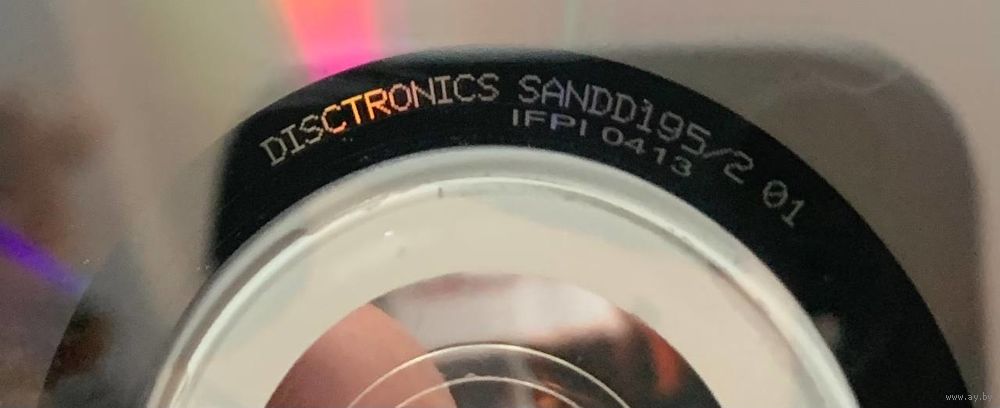 DISCTRONICS SANDD195/2 01
IFPI 0413
www.ay.by